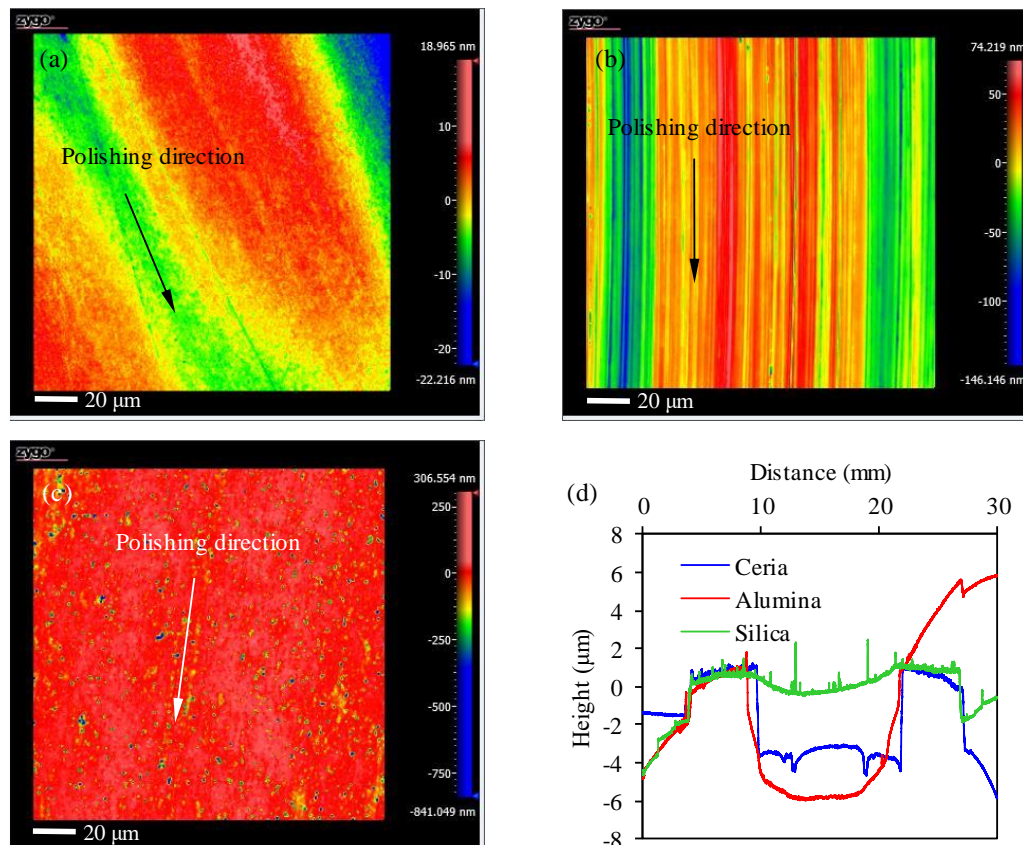 zygo
(a)
Polishing direction
20 μm
18.965 nm
10
0
-10
-20
-22.216 nm
zygo
(b)
Polishing direction
20 μm
74.219 nm
50
0
-50
-100
-146.146 nm
zygo
(c)
Polishing direction
20 μm
306.554 nm
250
0
-250
-500
-750
-841.049 nm
(d)
Distance (mm)
0 10 20 30
8
6
4
2
0
-2
-4
-6
-8
Height (μm)
Ceria
Alumina
Silica